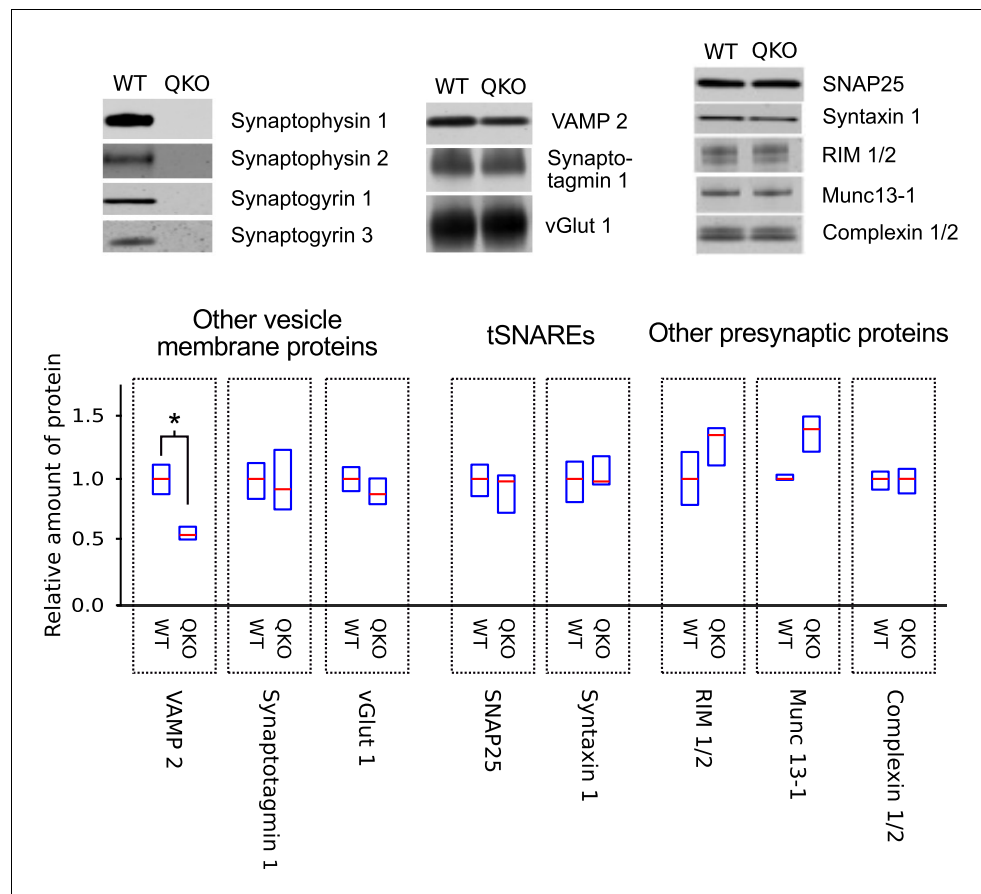 WT QKO
Synaptophysin 1
Synaptophysin 2
Synaptogyrin 1
Synaptogyrin 3
WT QKO
VAMP 2
Synapto-
tagmin 1
vGlut 1
WT QKO
SNAP25
Syntaxin 1
RIM 1/2
Munc13-1
Complexin 1/2
Other vesicle
membrane proteins
tSNAREs
Other presynaptic proteins
Relative amount of protein
1.5
1.0
0.5
0.0
*
WT QKO
WT QKO
WT QKO
WT QKO
WT QKO
WT QKO
WT QKO
WT QKO
VAMP 2
Synaptotagmin 1
vGlut 1
SNAP25
Syntaxin 1
RIM 1/2
Munc 13-1
Complexin 1/2